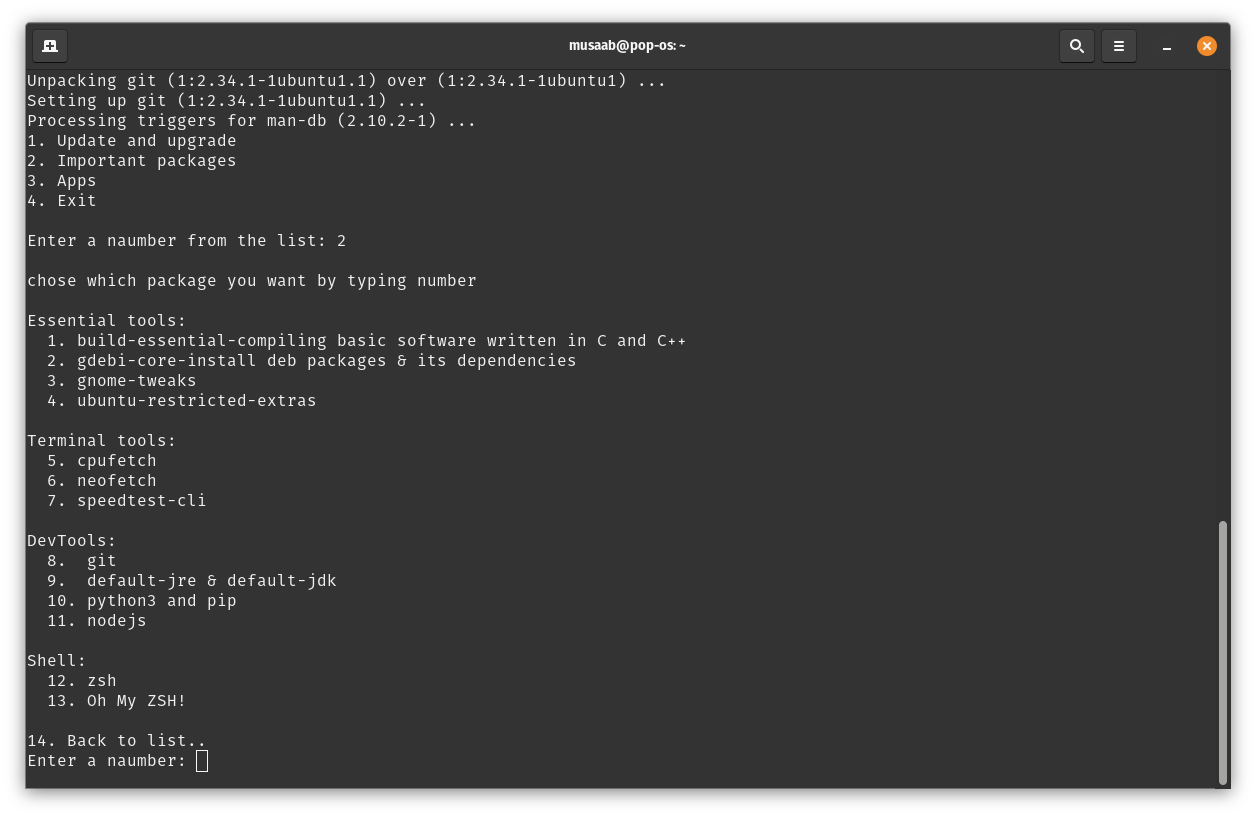 musaab@pop-os: ~
Unpacking git (1:2.34.1-1ubuntu1.1) over (1:2.34.1-1ubuntu1) ...
Setting up git (1:2.34.1-1ubuntu1.1) ...
Processing triggers for man-db (2.10.2-1) ...
1. Update and upgrade
2. Important packages
3. Apps
4. Exit

Enter a naumber from the list: 2

chose which package you want by typing number

Essential tools:
  1. build-essential-compiling basic software written in C and C++
  2. gdebi-core-install deb packages & its dependencies
  3. gnome-tweaks
  4. ubuntu-restricted-extras

Terminal tools:
  5. cpufetch
  6. neofetch
  7. speedtest-cli

DevTools:
  8.  git
  9.  default-jre & default-jdk
  10. python3 and pip
  11. nodejs

Shell:
  12. zsh
  13. Oh My ZSH!

14. Back to list..
Enter a naumber: